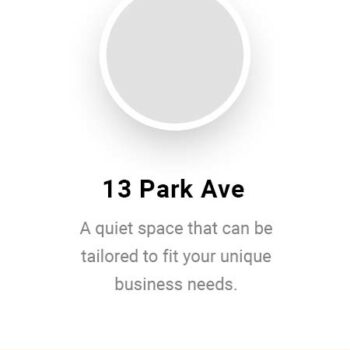 13 Park Ave
A quiet space that can be
tailored to fit your unique
business needs.